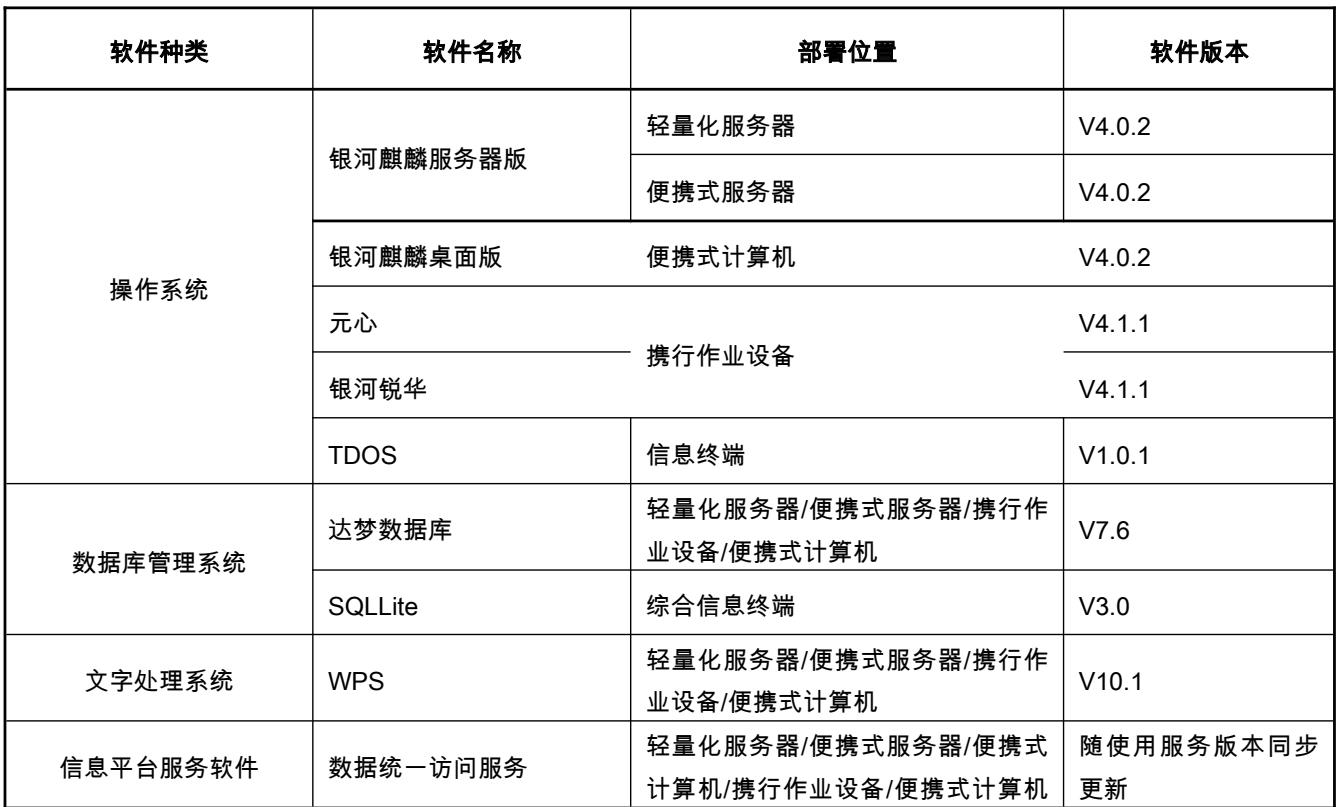 软件种类 软件名称 部署位置 软件版本
操作系统 银河麒麟服务器版 轻量化服务器 V4.0.2
便携式服务器 V4.0.2
银河麒麟桌面版 便携式计算机 V4.0.2
元心 携行作业设备 V4.1.1
银河锐华 V4.1.1
TDOS 信息终端 V1.0.1
数据库管理系统 达梦数据库 轻量化服务器/便携式服务器/携行作
业设备/便携式计算机 V7.6
SQLLite 综合信息终端 V3.0
文字处理系统 WPS 轻量化服务器/便携式服务器/携行作
业设备/便携式计算机 V10.1
信息平台服务软件 数据统一访问服务 轻量化服务器/便携式服务器/便携式
计算机/携行作业设备/便携式计算机 随使用服务版本同步
更新